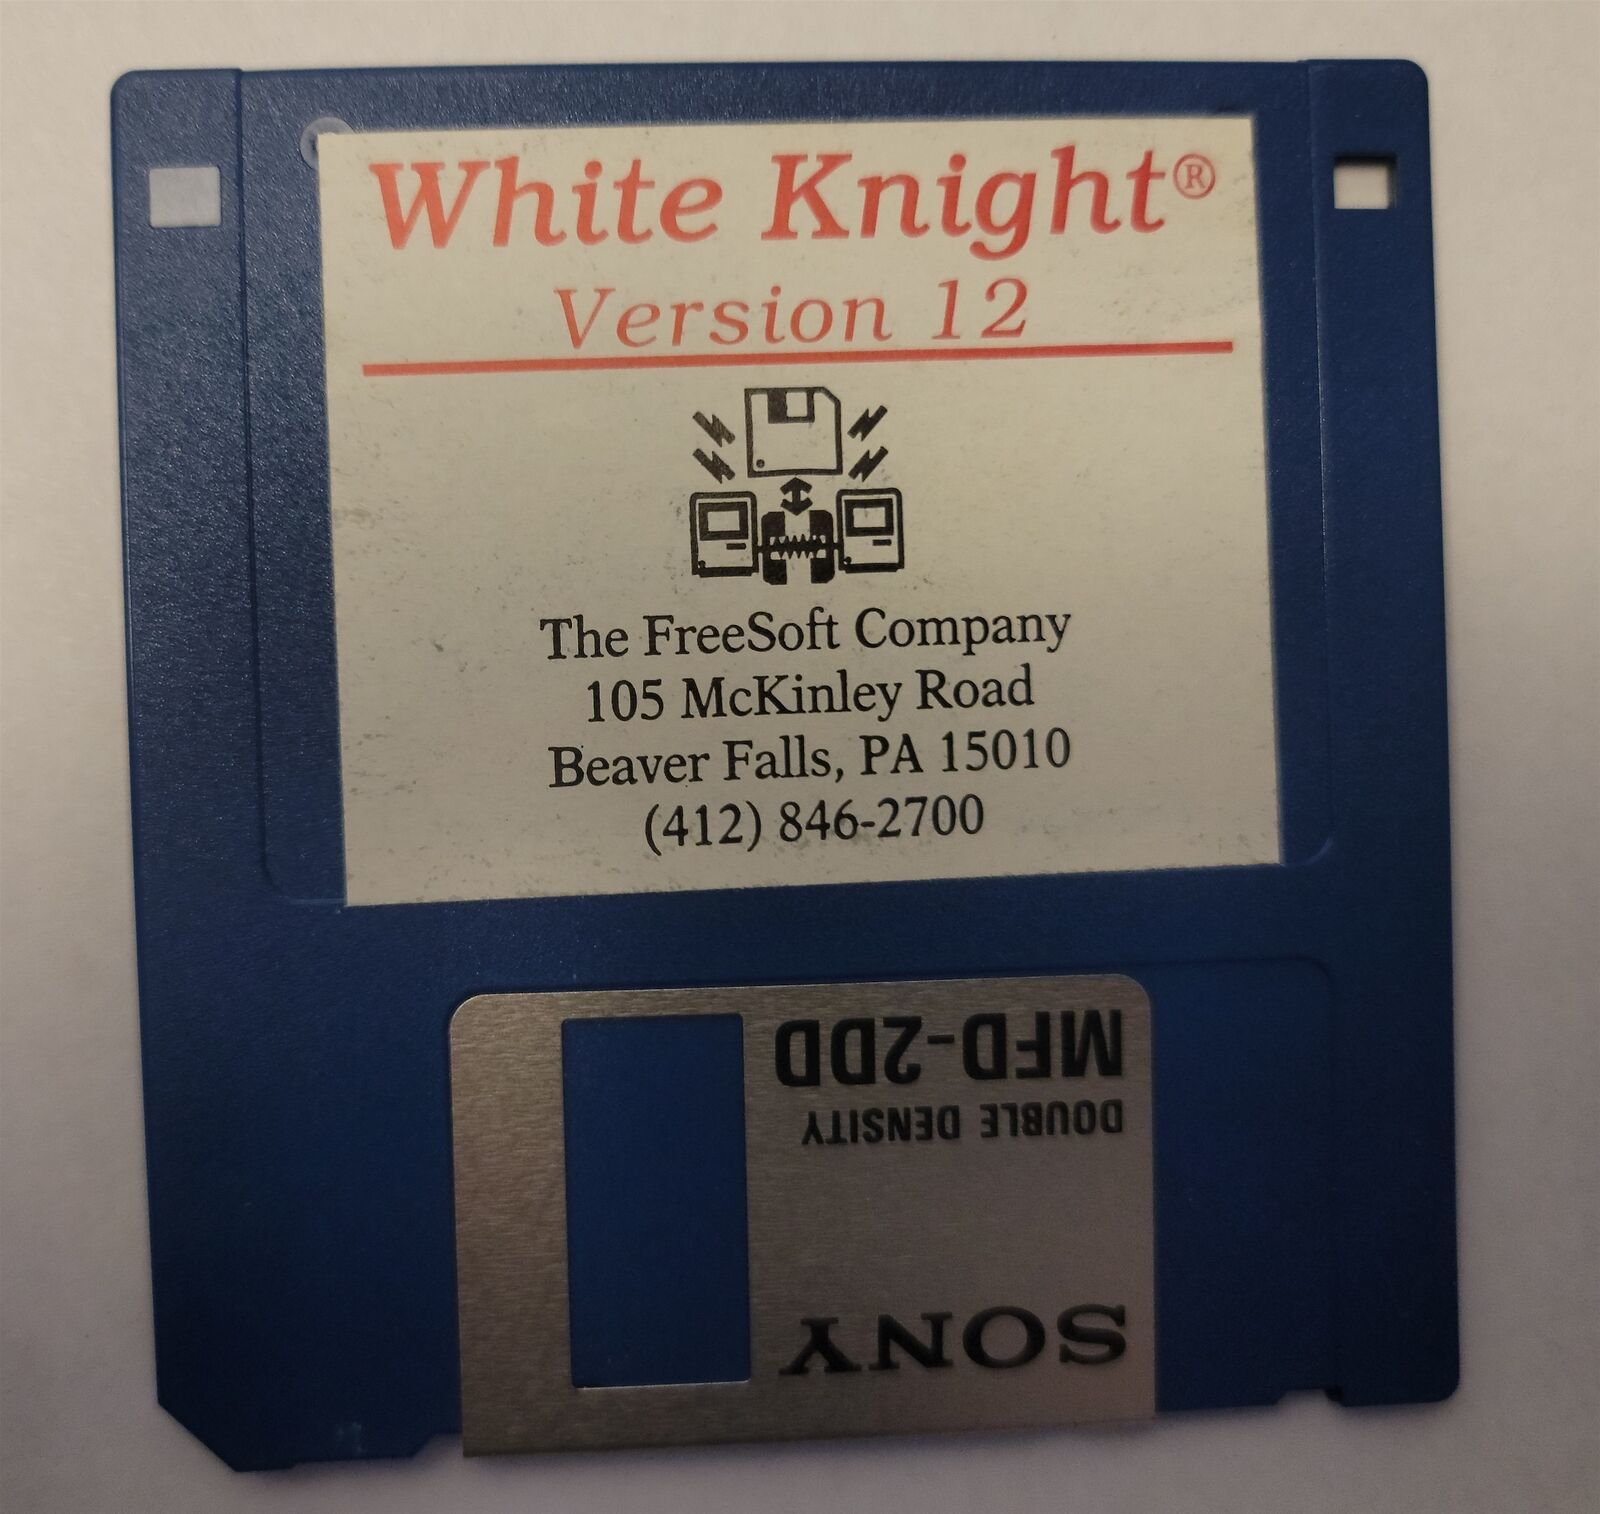 White Knight®
Version 12
The FreeSoft Company
105 McKinley Road
Beaver Falls, PA 15010
(412) 846-2700
MFD-2DD
DOUBLE DENSITY
SONY